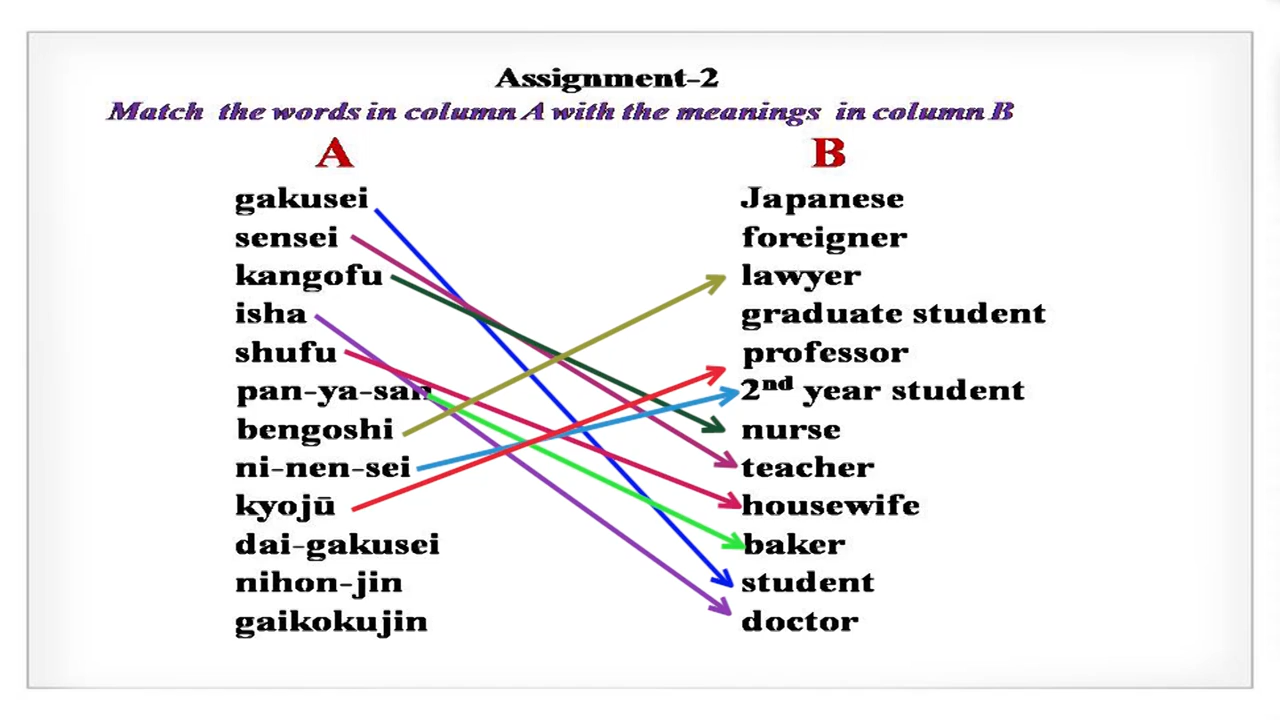 Assignment-2
Match the words in column A with the meanings in column B
A B
gakusei Japanese
sensei foreigner
kangofu lawyer
isha graduate student
shufu professor
pan-ya-san 2nd year student
bengoshi nurse
ni-nen-sei teacher
kyojū housewife
dai-gakusei baker
nihon-jin student
gaikokujin doctor